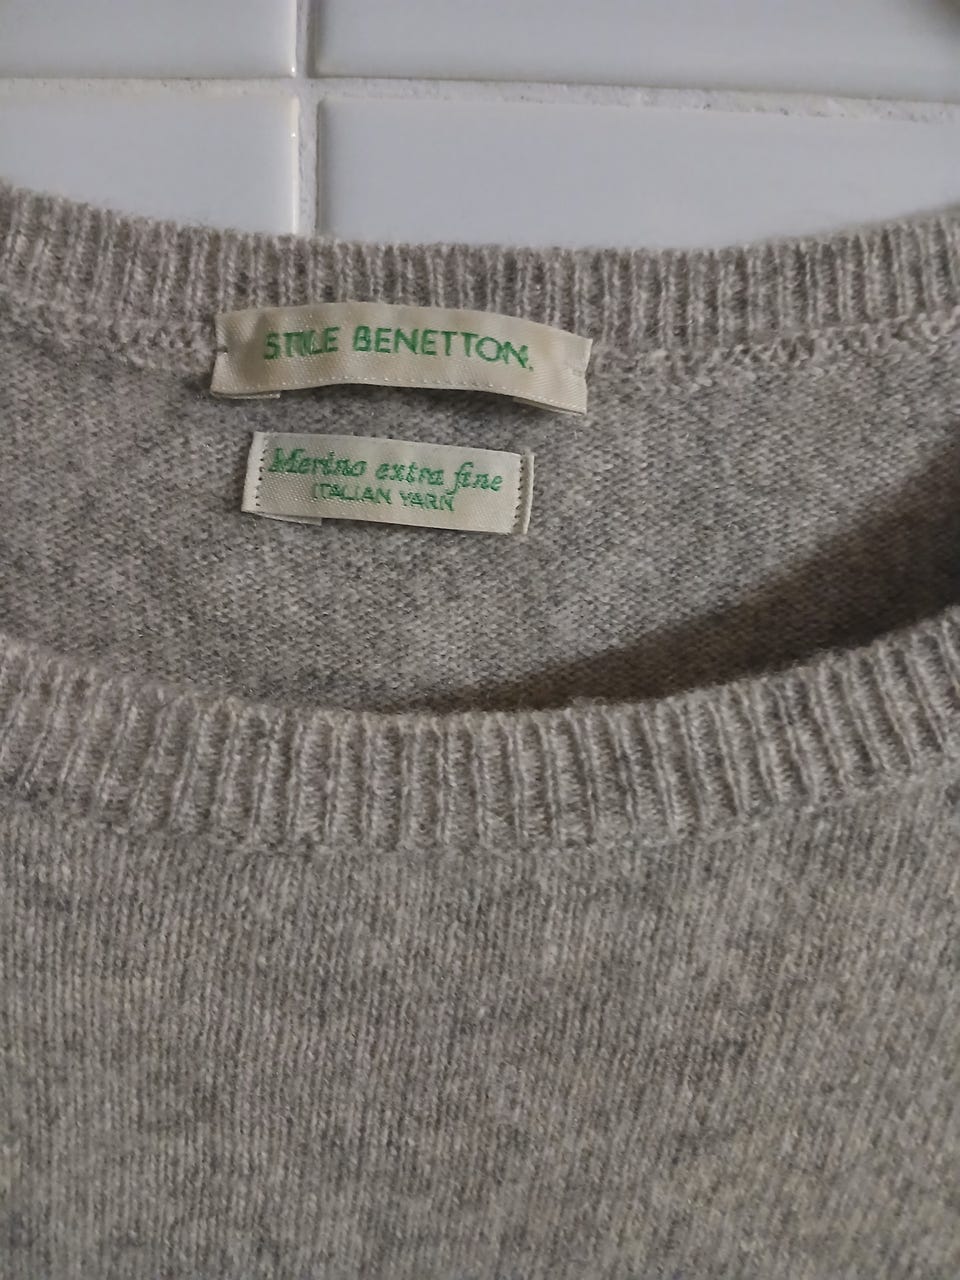 STILE BENETTON.
Merino extra fine
ITALIAN YARN